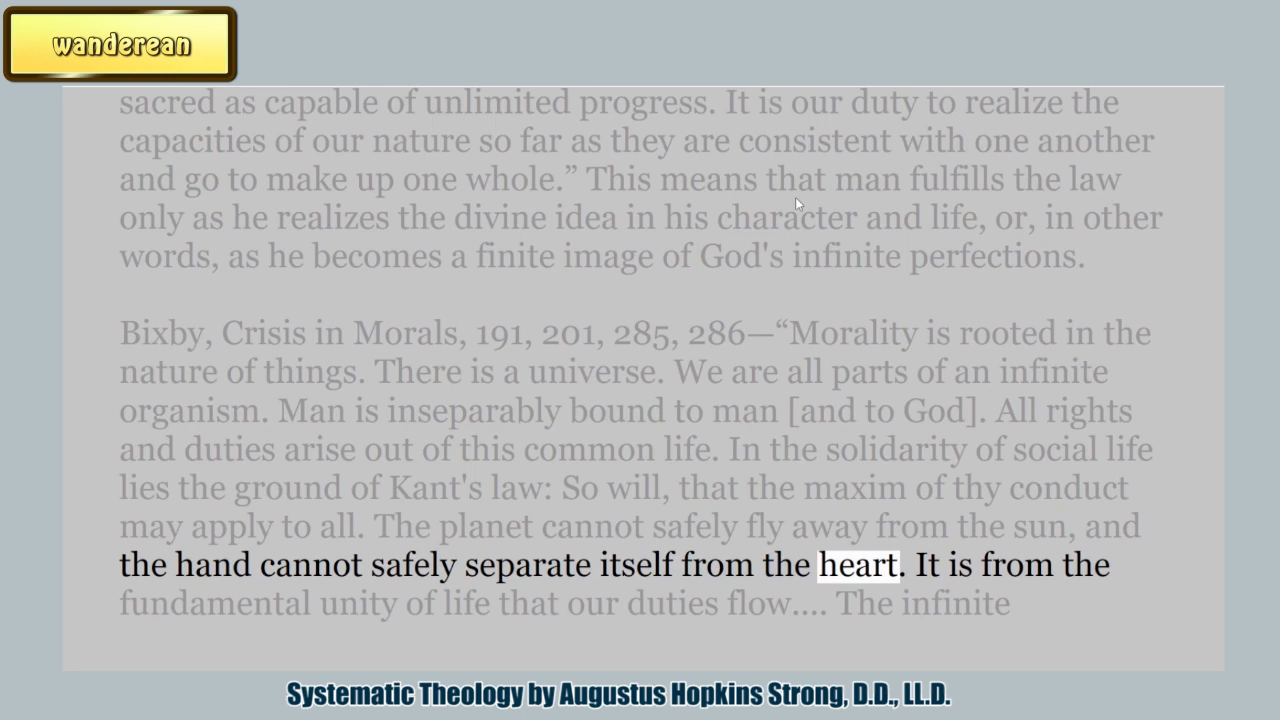 wanderean
sacred as capable of unlimited progress. It is our duty to realize the
capacities of our nature so far as they are consistent with one another
and go to make up one whole.” This means that man fulfills the law
only as he realizes the divine idea in his character and life, or, in other
words, as he becomes a finite image of God's infinite perfections.
Bixby, Crisis in Morals, 191, 201, 285, 286—“Morality is rooted in the
nature of things. There is a universe. We are all parts of an infinite
organism. Man is inseparably bound to man [and to God]. All rights
and duties arise out of this common life. In the solidarity of social life
lies the ground of Kant's law: So will, that the maxim of thy conduct
may apply to all. The planet cannot safely fly away from the sun, and
the hand cannot safely separate itself from the heart. It is from the
fundamental unity of life that our duties flow.... The infinite
Systematic Theology by Augustus Hopkins Strong, D.D., LL.D.